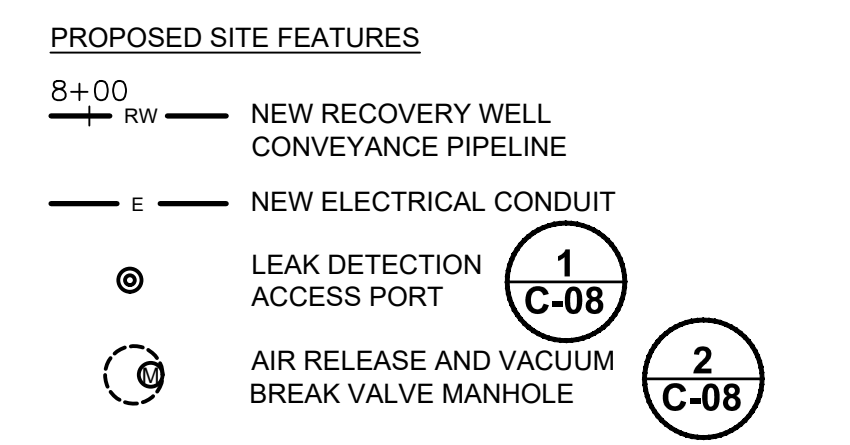 PROPOSED SITE FEATURES
8+00
RW
NEW RECOVERY WELL
CONVEYANCE PIPELINE
E
NEW ELECTRICAL CONDUIT
LEAK DETECTION
ACCESS PORT
1
C-08
M
AIR RELEASE AND VACUUM
BREAK VALVE MANHOLE
2
C-08